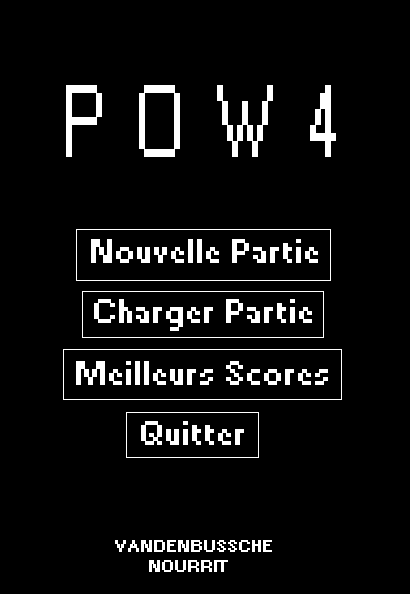 POW4
Nouvelle Partie
Charger Partie
Meilleurs Scores
Quitter
VANDENBUSSCHE
NOURRIT